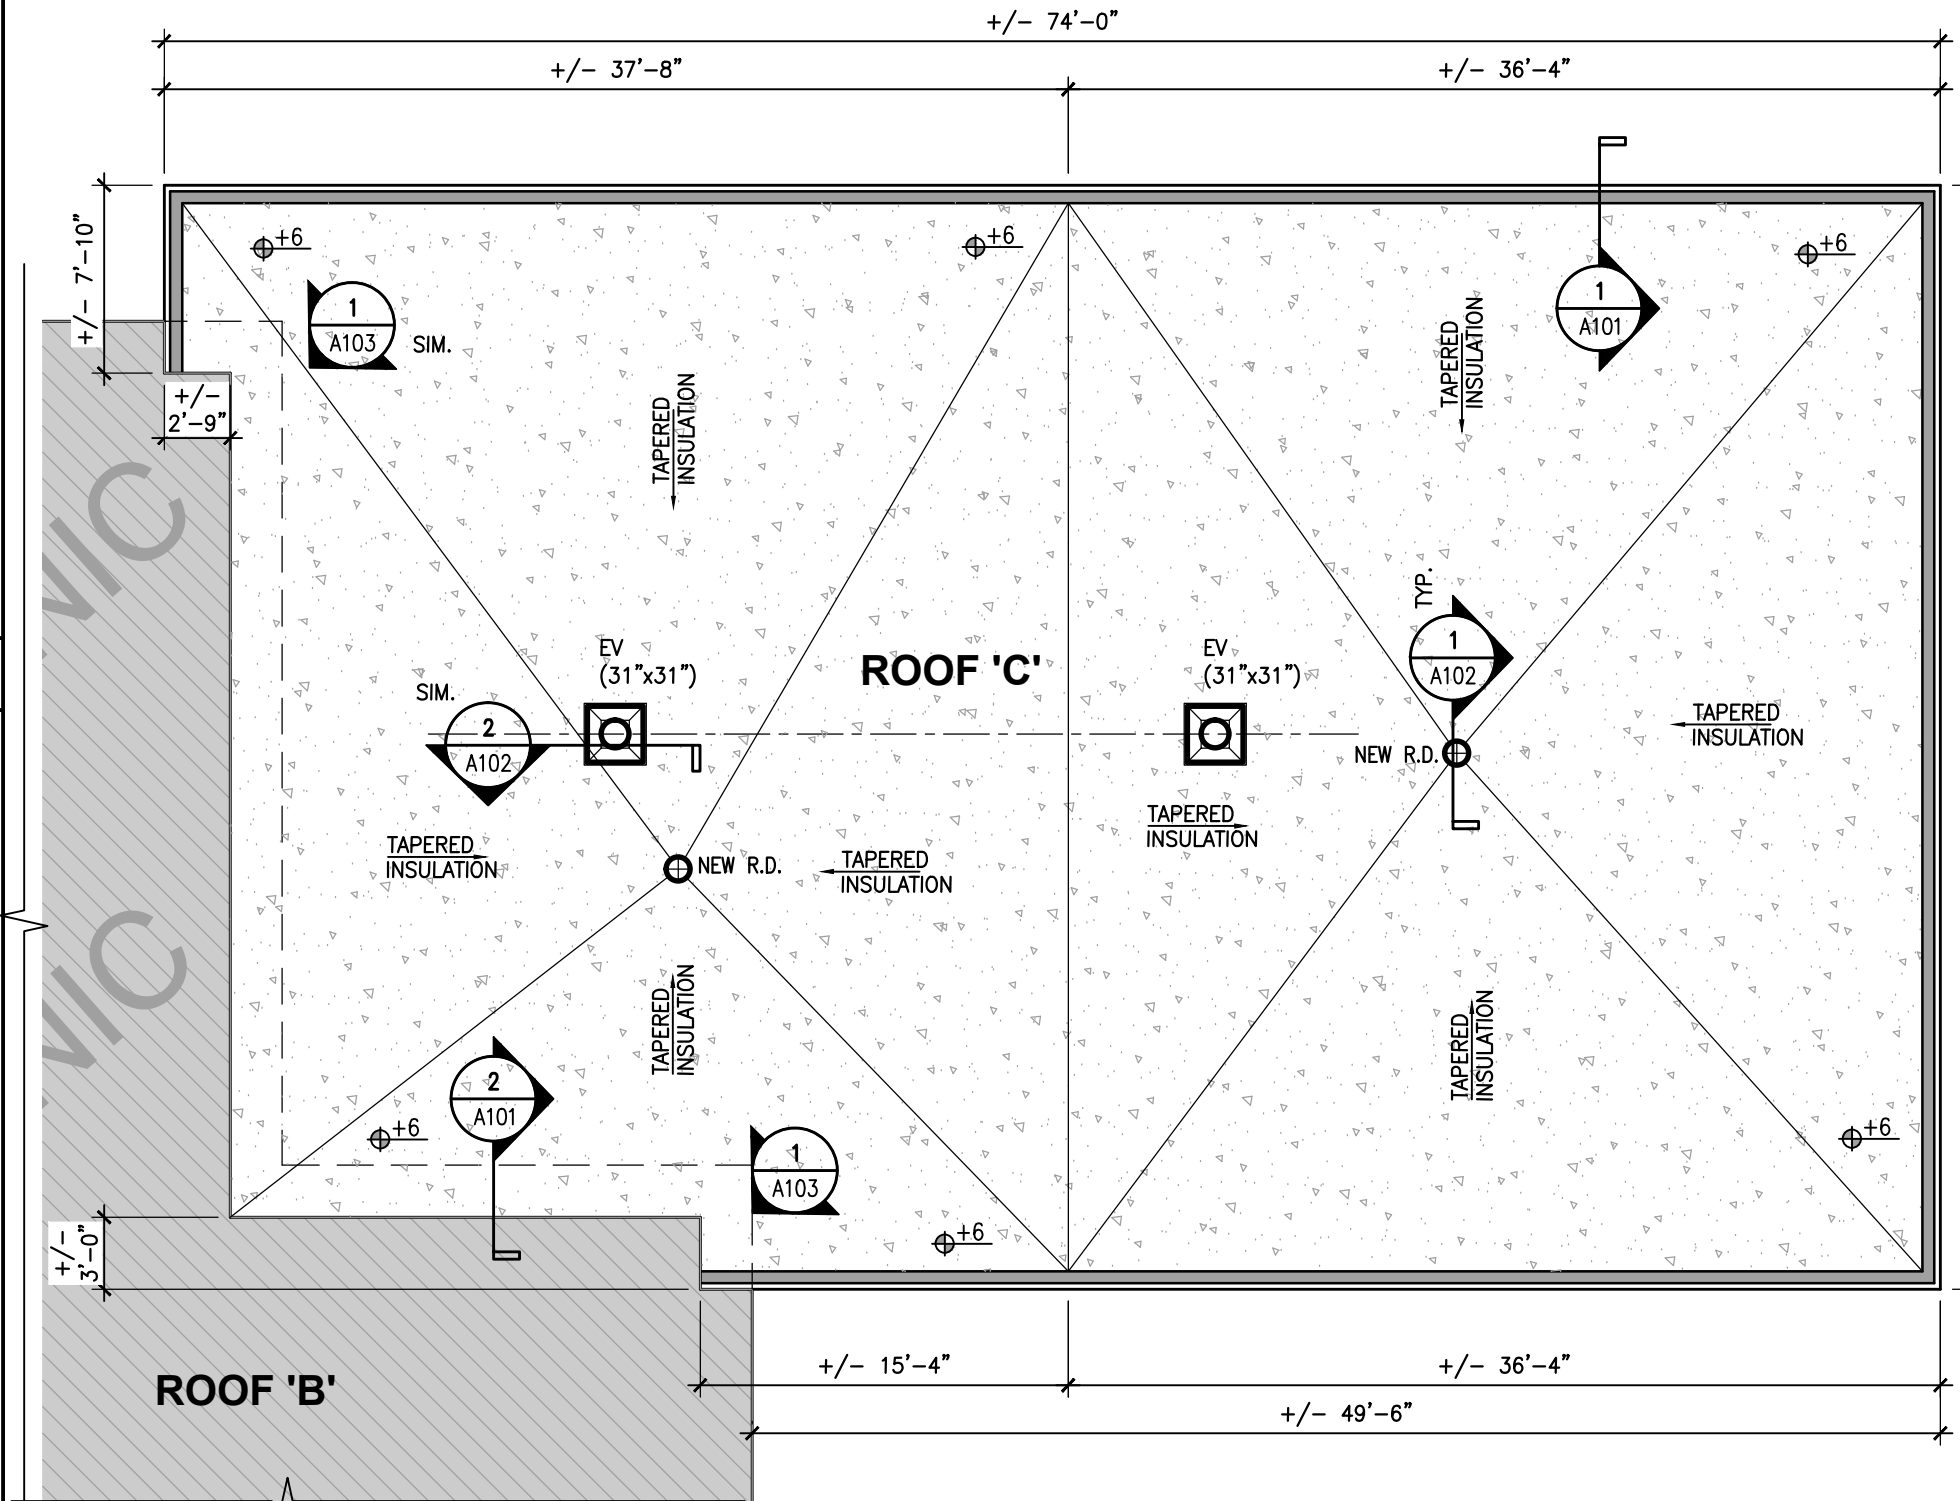 +/- 74'-0"
+/- 37'-8"
+/- 36'-4"
+/- 7'-10"
+6
+6
+6
1
A103
SIM.
1
A101
+/-
2'-9"
TAPERED
INSULATION
TAPERED
INSULATION
NIC
TYP.
1
A102
EV
(31"x31")
ROOF 'C'
EV
(31"x31")
SIM.
2
A102
TAPERED
INSULATION
NEW R.D.
TAPERED
INSULATION
TAPERED
INSULATION
NEW R.D.
TAPERED
INSULATION
NIC
TAPERED
INSULATION
TAPERED
INSULATION
2
A101
+6
1
A103
+6
+6
+/-
3'-0"
+/- 15'-4"
+/- 36'-4"
ROOF 'B'
+/- 49'-6"